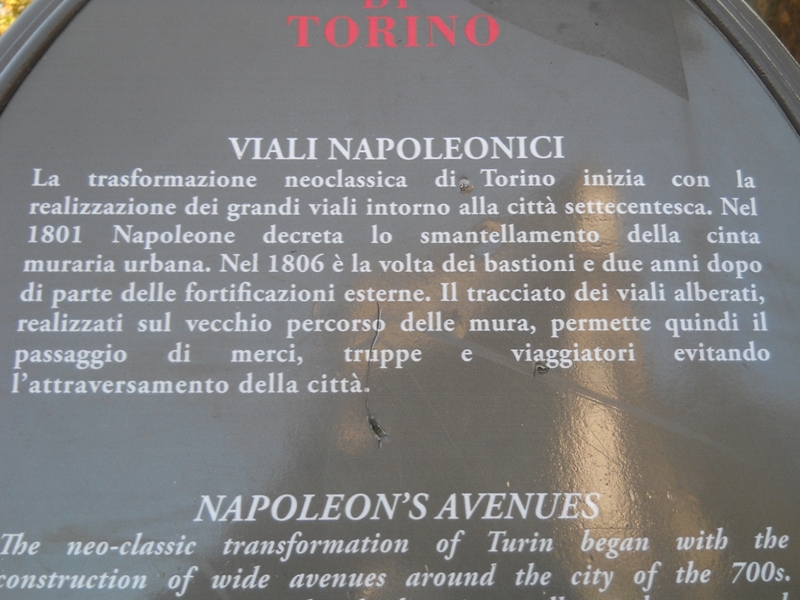 DI
TORINO
VIALI NAPOLEONICI
La trasformazione neoclassica di Torino inizia con la
realizzazione dei grandi viali intorno alla città settecentesca. Nel
1801 Napoleone decreta lo smantellamento della cinta
muraria urbana. Nel 1806 è la volta dei bastioni e due anni dopo
di parte delle fortificazioni esterne. Il tracciato dei viali alberati,
realizzati sul vecchio percorso delle mura, permette quindi il
passaggio di merci, truppe e viaggiatori evitando
l'attraversamento della città.
NAPOLEON'S AVENUES
The neo-classic transformation of Turin began with the
construction of wide avenues around the city of the 700s.